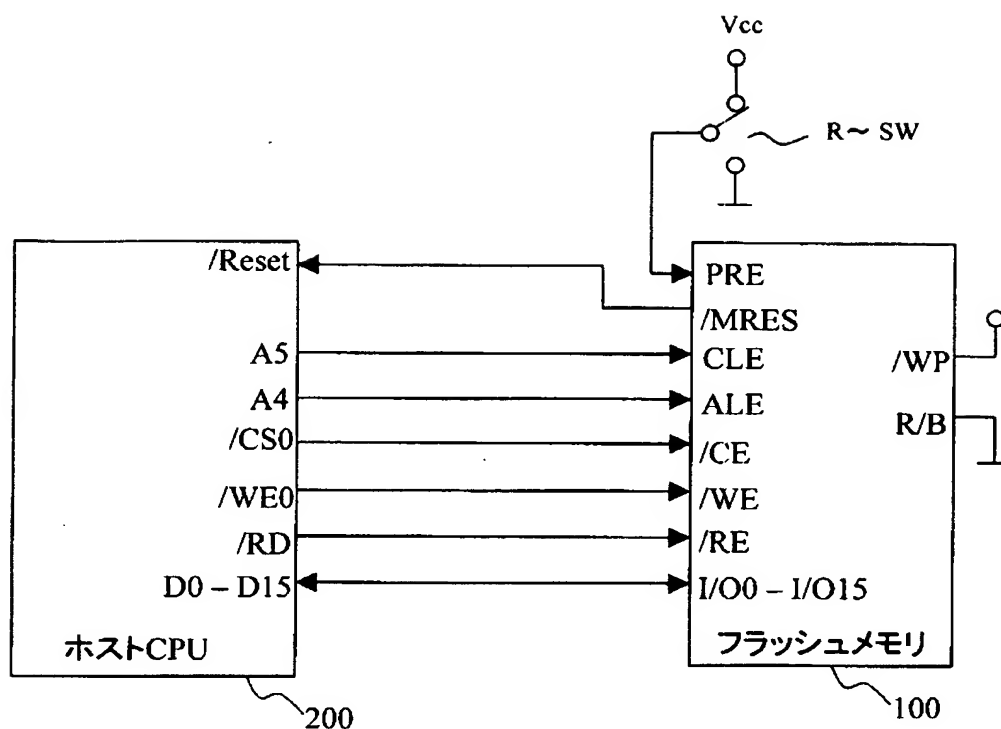 Vcc
R~SW
/Reset
A5
A4
/CS0
/WE0
/RD
D0 – D15
ホストCPU
200
PRE
/MRES
CLE
ALE
/CE
/WE
/RE
I/O0 – I/O15
/WP
R/B
フラッシュメモリ
100